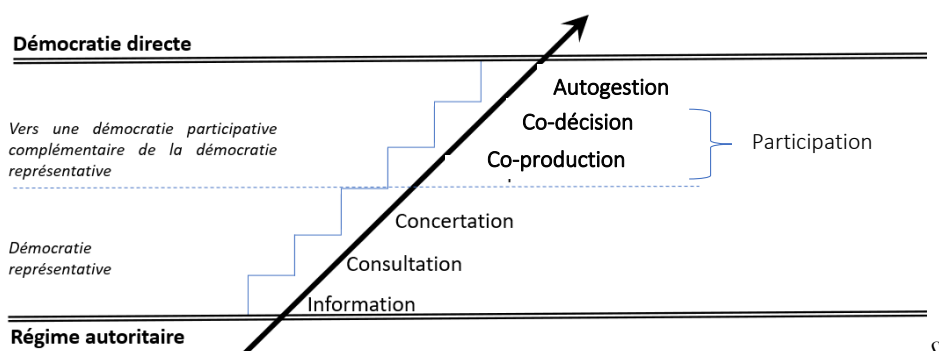 Démocratie directe
Autogestion
Vers une démocratie participative
complémentaire de la démocratie
représentative
Co-décision
Co-production
Participation
Concertation
Démocratie
représentative
Consultation
Information
Régime autoritaire